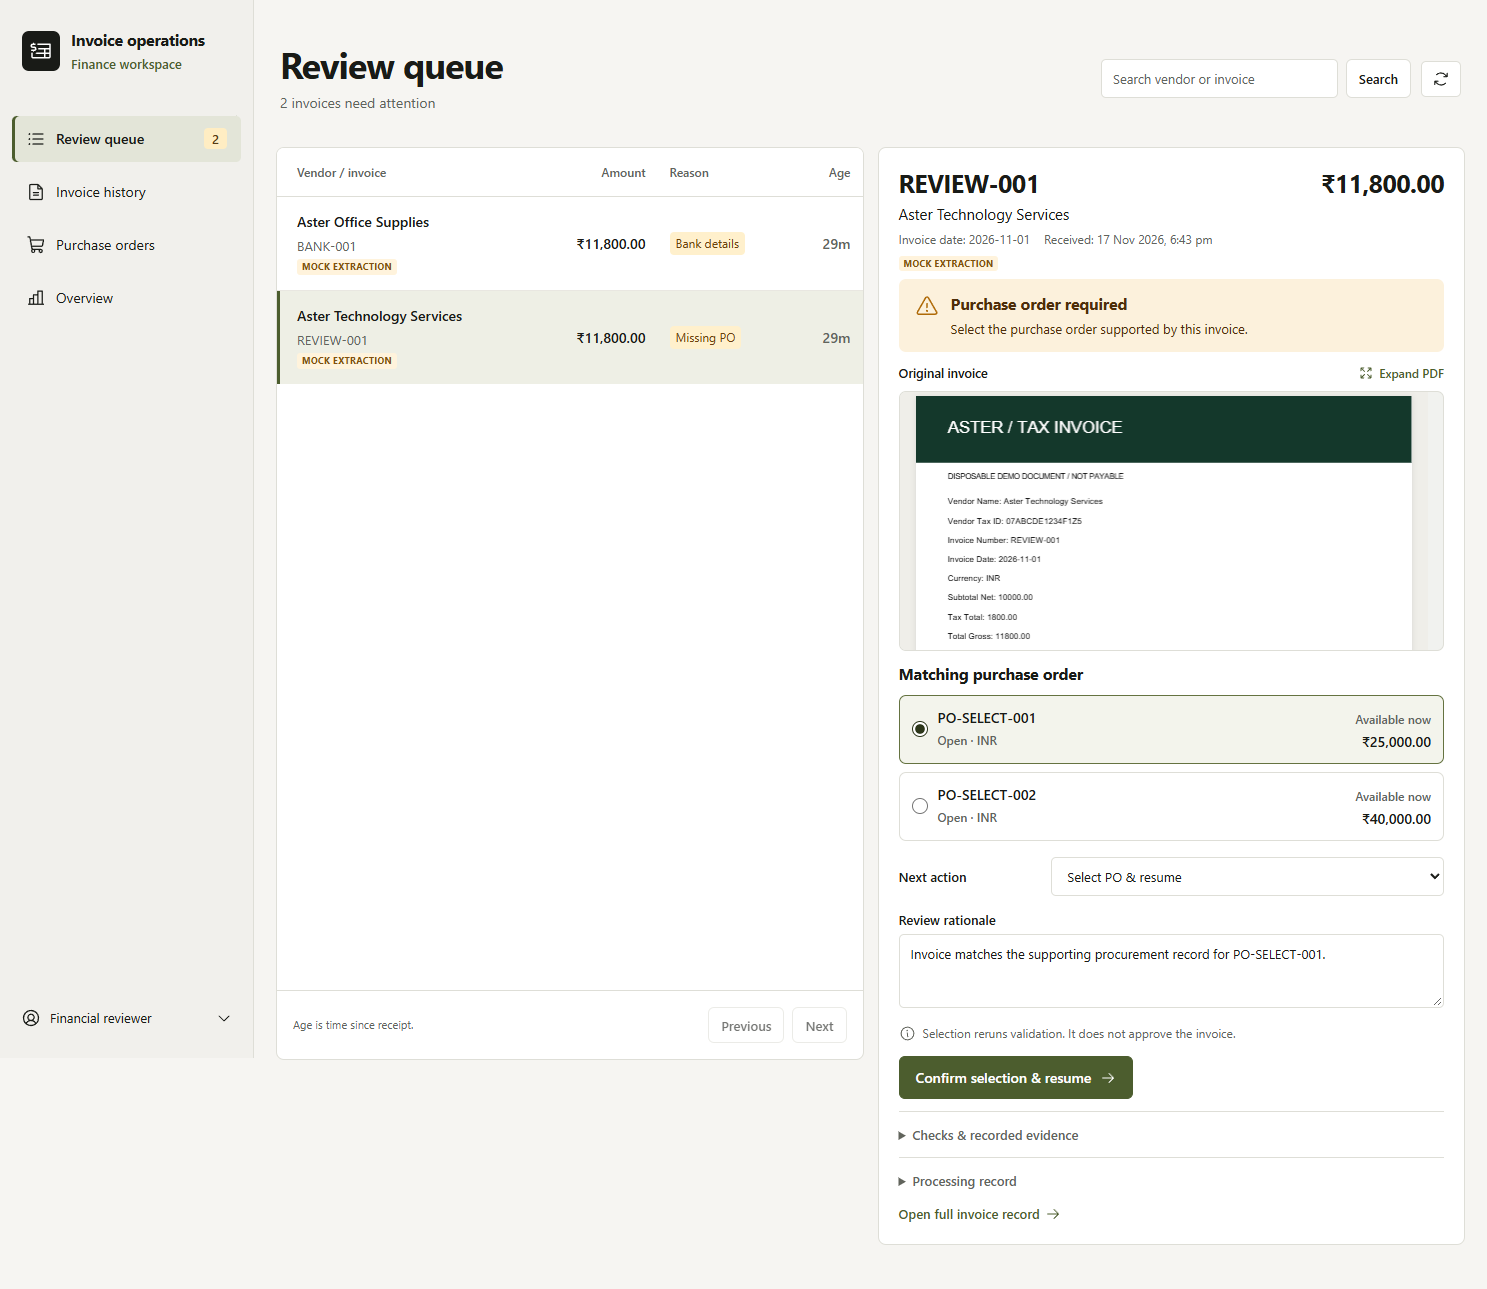 Invoice operations
Finance workspace
Review queue 2
Invoice history
Purchase orders
Overview
Financial reviewer
Review queue
2 invoices need attention
Search vendor or invoice
Search
Vendor / invoice Amount Reason Age
Aster Office Supplies
BANK-001
MOCK EXTRACTION
₹11,800.00 Bank details 29m
Aster Technology Services
REVIEW-001
MOCK EXTRACTION
₹11,800.00 Missing PO 29m
Age is time since receipt.
Previous Next
REVIEW-001 ₹11,800.00
Aster Technology Services
Invoice date: 2026-11-01 Received: 17 Nov 2026, 6:43 pm
MOCK EXTRACTION
Purchase order required
Select the purchase order supported by this invoice.
Original invoice Expand PDF
ASTER / TAX INVOICE
DISPOSABLE DEMO DOCUMENT / NOT PAYABLE
Vendor Name: Aster Technology Services
Vendor Tax ID: 07ABCDE1234F1Z5
Invoice Number: REVIEW-001
Invoice Date: 2026-11-01
Currency: INR
Subtotal Net: 10000.00
Tax Total: 1800.00
Total Gross: 11800.00
Matching purchase order
PO-SELECT-001 Available now
Open · INR ₹25,000.00
PO-SELECT-002 Available now
Open · INR ₹40,000.00
Next action Select PO & resume
Review rationale
Invoice matches the supporting procurement record for PO-SELECT-001.
Selection reruns validation. It does not approve the invoice.
Confirm selection & resume
Checks & recorded evidence
Processing record
Open full invoice record